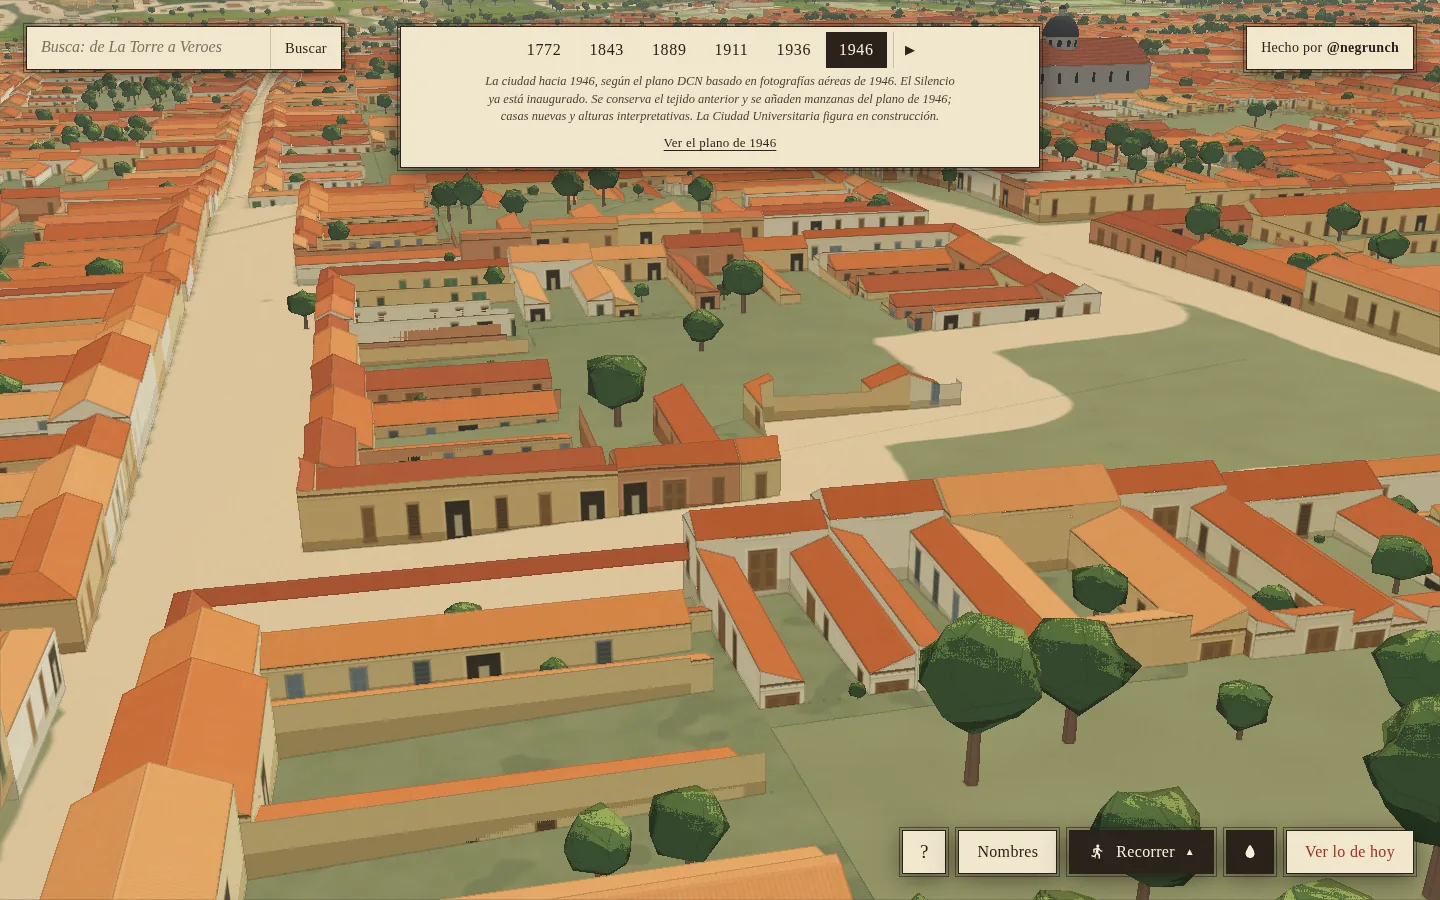 Busca: de La Torre a Veroes
Buscar
1772 1843 1889 1911 1936 1946
La ciudad hacia 1946, según el plano DCN basado en fotografías aéreas de 1946. El Silencio
ya está inaugurado. Se conserva el tejido anterior y se añaden manzanas del plano de 1946;
casas nuevas y alturas interpretativas. La Ciudad Universitaria figura en construcción.
Ver el plano de 1946
Hecho por @negrunch
?
Nombres
Recorrer
Ver lo de hoy